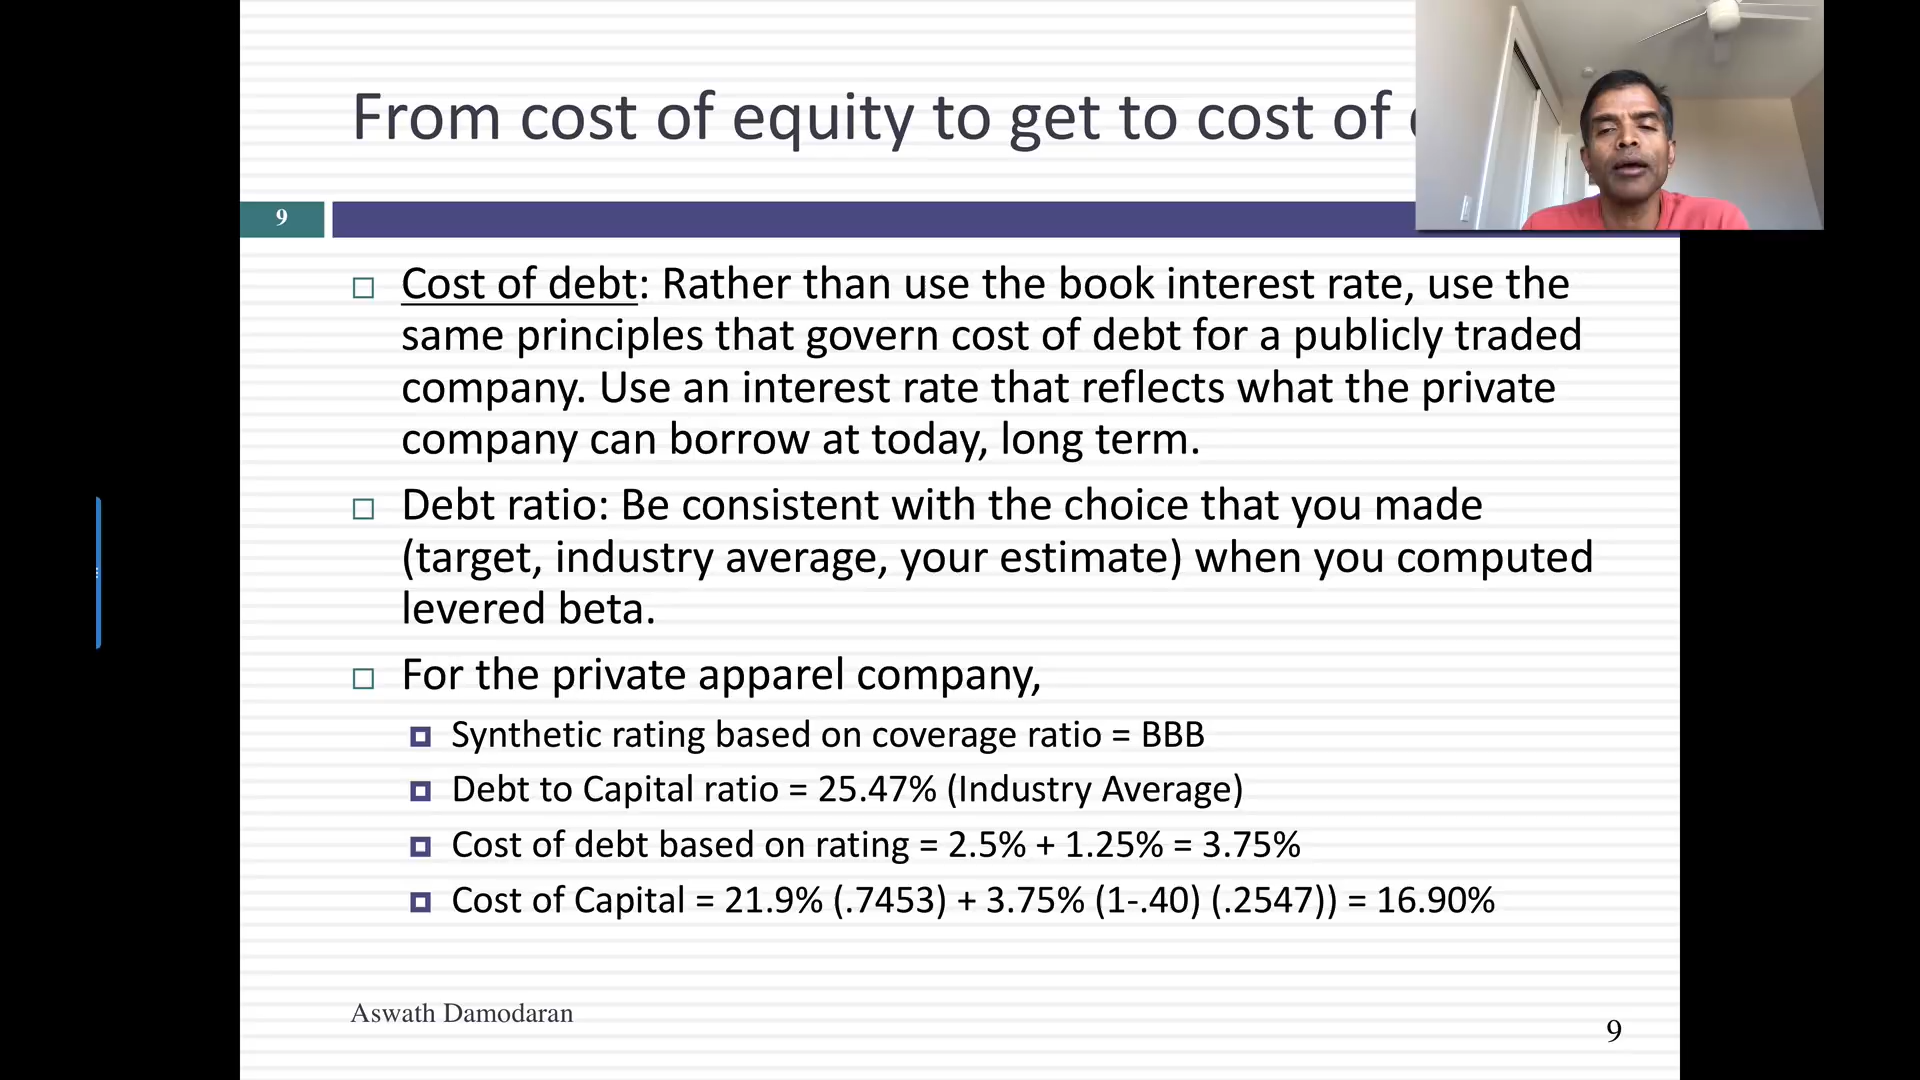 From cost of equity to get to cost of
9
Cost of debt: Rather than use the book interest rate, use the
same principles that govern cost of debt for a publicly traded
company. Use an interest rate that reflects what the private
company can borrow at today, long term.
Debt ratio: Be consistent with the choice that you made
(target, industry average, your estimate) when you computed
levered beta.
For the private apparel company,
Synthetic rating based on coverage ratio = BBB
Debt to Capital ratio = 25.47% (Industry Average)
Cost of debt based on rating = 2.5% + 1.25% = 3.75%
Cost of Capital = 21.9% (.7453) + 3.75% (1-.40) (.2547)) = 16.90%
Aswath Damodaran
9